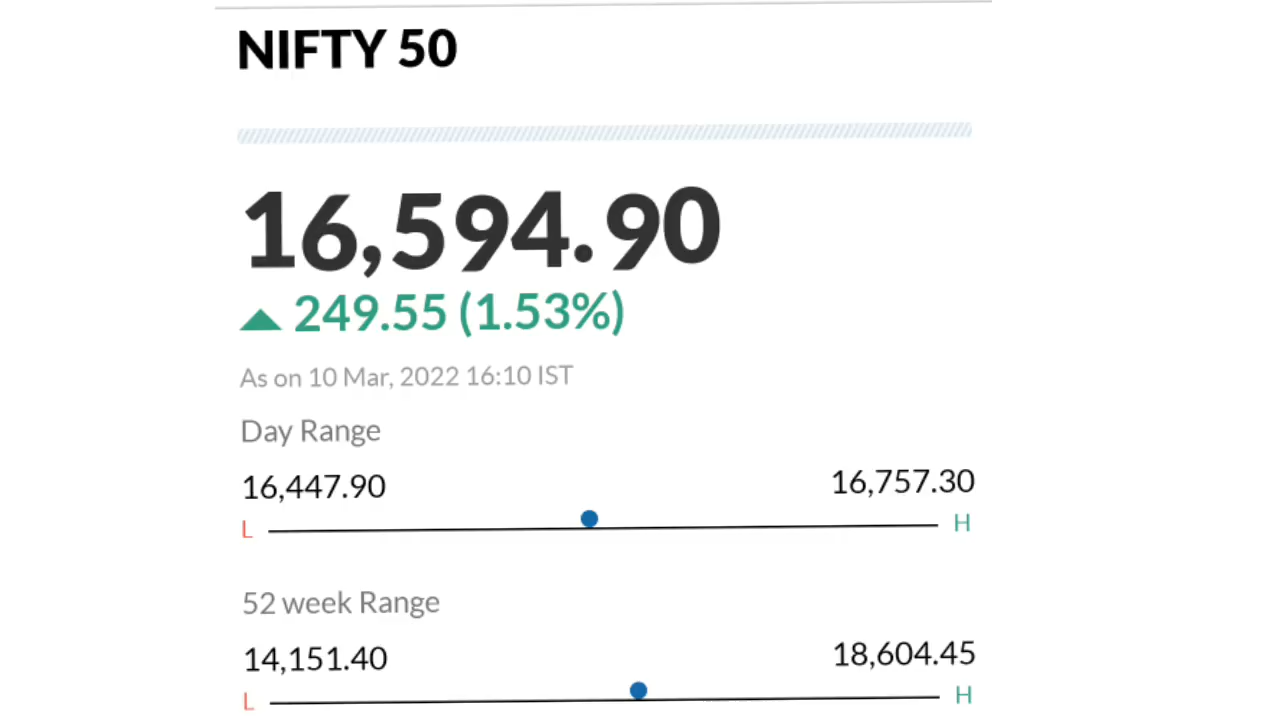 NIFTY 50
16,594.90
▲ 249.55 (1.53%)
As on 10 Mar, 2022 16:10 IST
Day Range
16,447.90 16,757.30
L H
52 week Range
14,151.40 18,604.45
L H